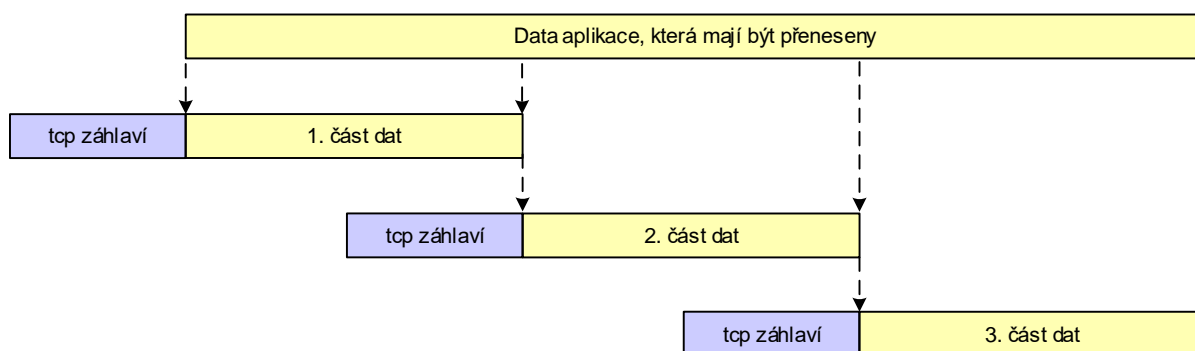 Data aplikace, která mají být přeneseny
tcp záhlaví 1. část dat
tcp záhlaví 2. část dat
tcp záhlaví 3. část dat